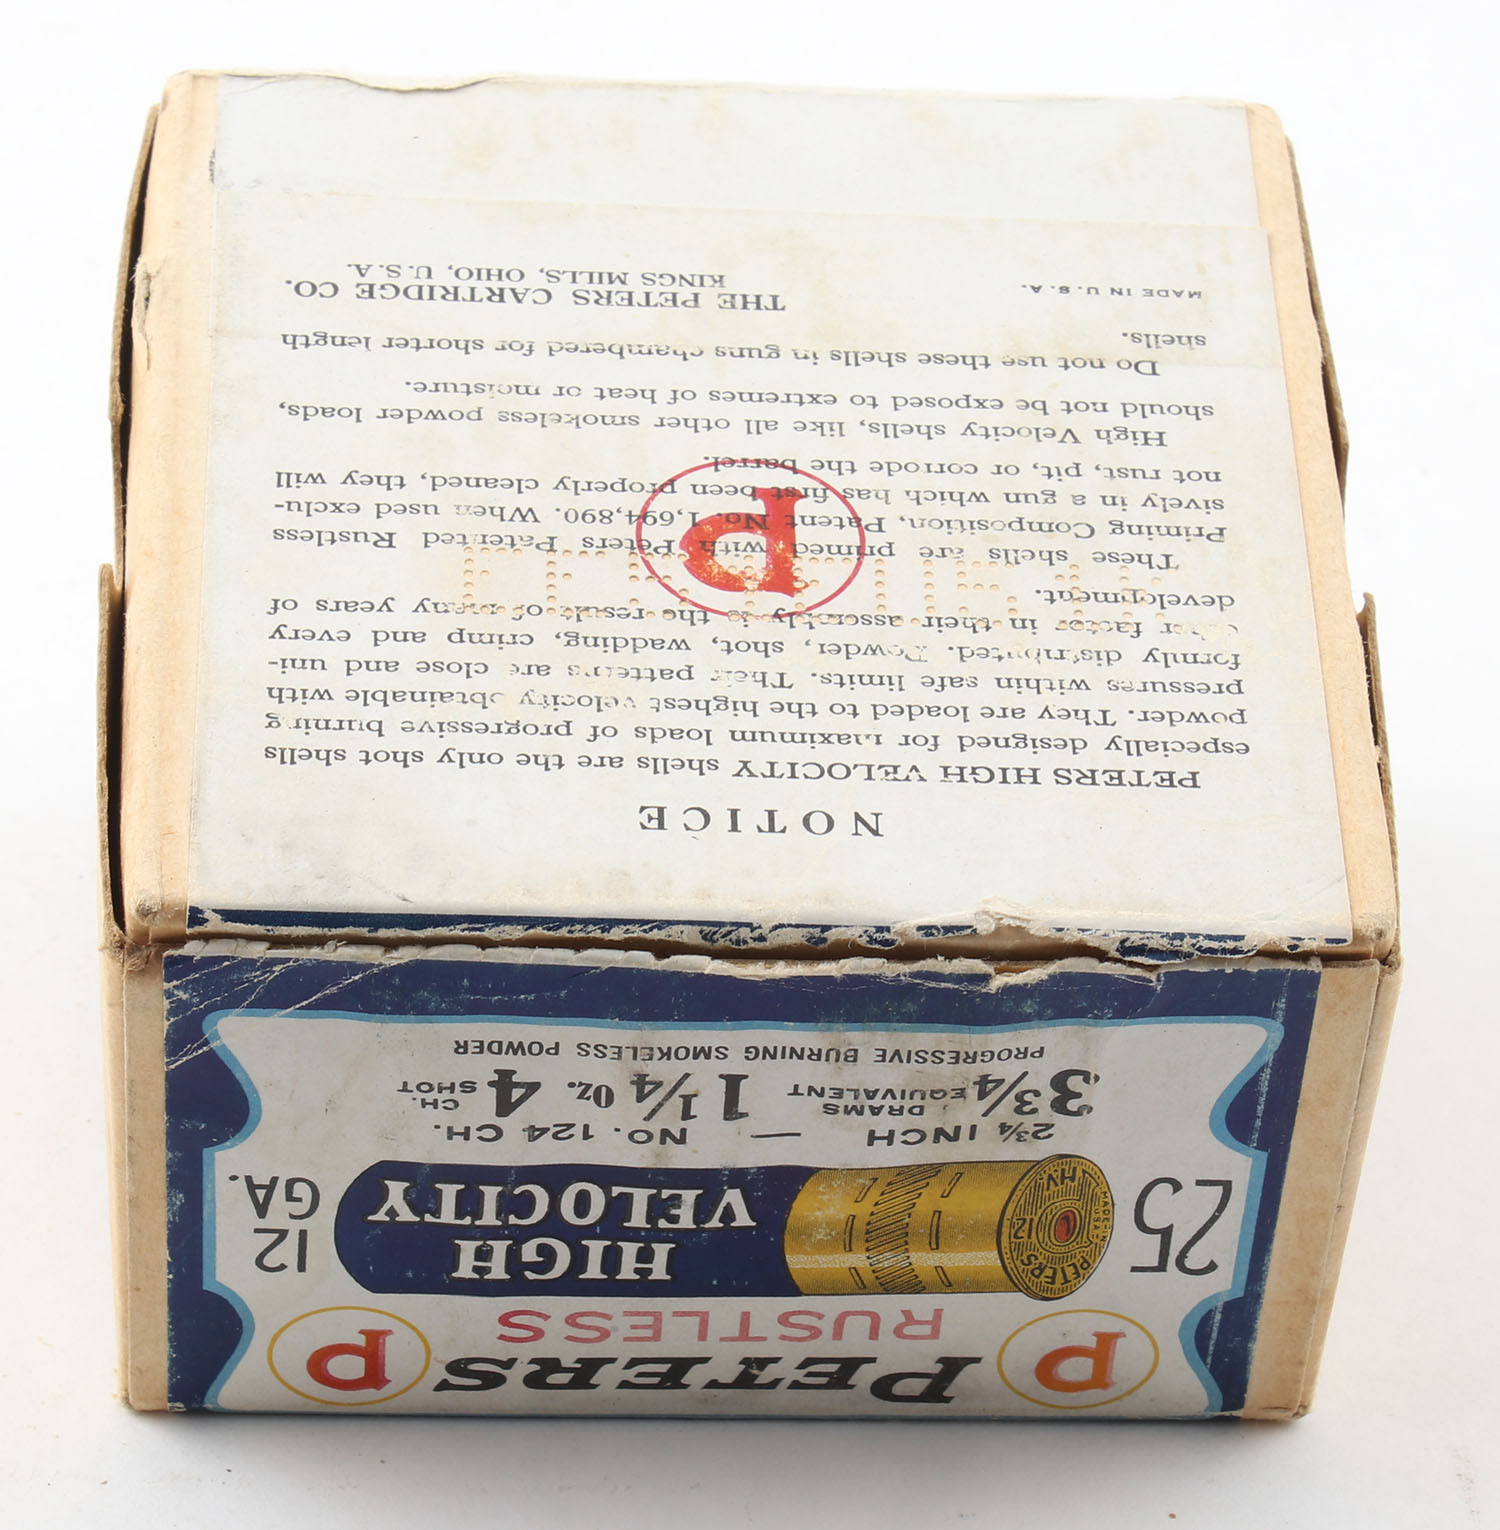 NOTICE
PETERS HIGH VELOCITY shells are the only shot shells
especially designed for maximum loads of progressive burning
powder. They are loaded to the highest velocity obtainable with
pressures within safe limits. Their patterns are close and uni-
formly distributed. Powder, shot, wadding, crimp and every
other factor in their assembly is the result of many years of
development.
These shells are primed with Peters Patented Rustless
Priming Composition, Patent No. 1,694,890. When used exclu-
sively in a gun which has first been properly cleaned, they will
not rust, pit, or corrode the barrel.
High Velocity shells, like all other smokeless powder loads,
should not be exposed to extremes of heat or moisture.
Do not use these shells in guns chambered for shorter length
shells.
THE PETERS CARTRIDGE CO.
MADE IN U.S.A.
KINGS MILLS, OHIO, U.S.A.
P
P PETERS P
RUSTLESS
25
PETERS
12
HV.
MADE IN
U.S.A.
HIGH
VELOCITY
12
GA.
2¾ INCH — NO. 124 CH.
3¾ DRAMS EQUIVALENT 1 1/4 OZ. 4 CH. SHOT
PROGRESSIVE BURNING SMOKELESS POWDER